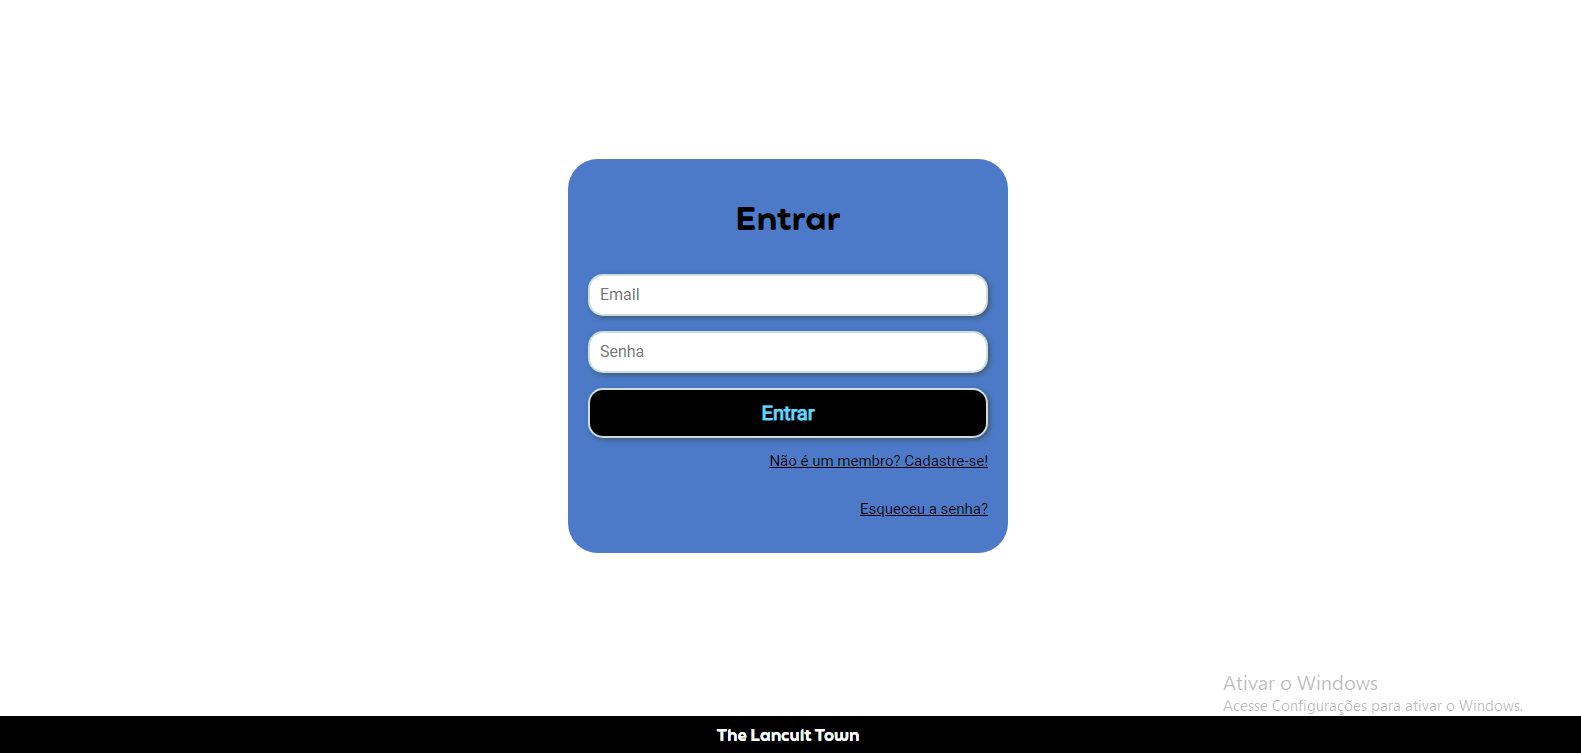 Entrar
Email
Senha
Entrar
Não é um membro? Cadastre-se!
Esqueceu a senha?
Ativar o Windows
Acesse Configurações para ativar o Windows.
The Lancult Town